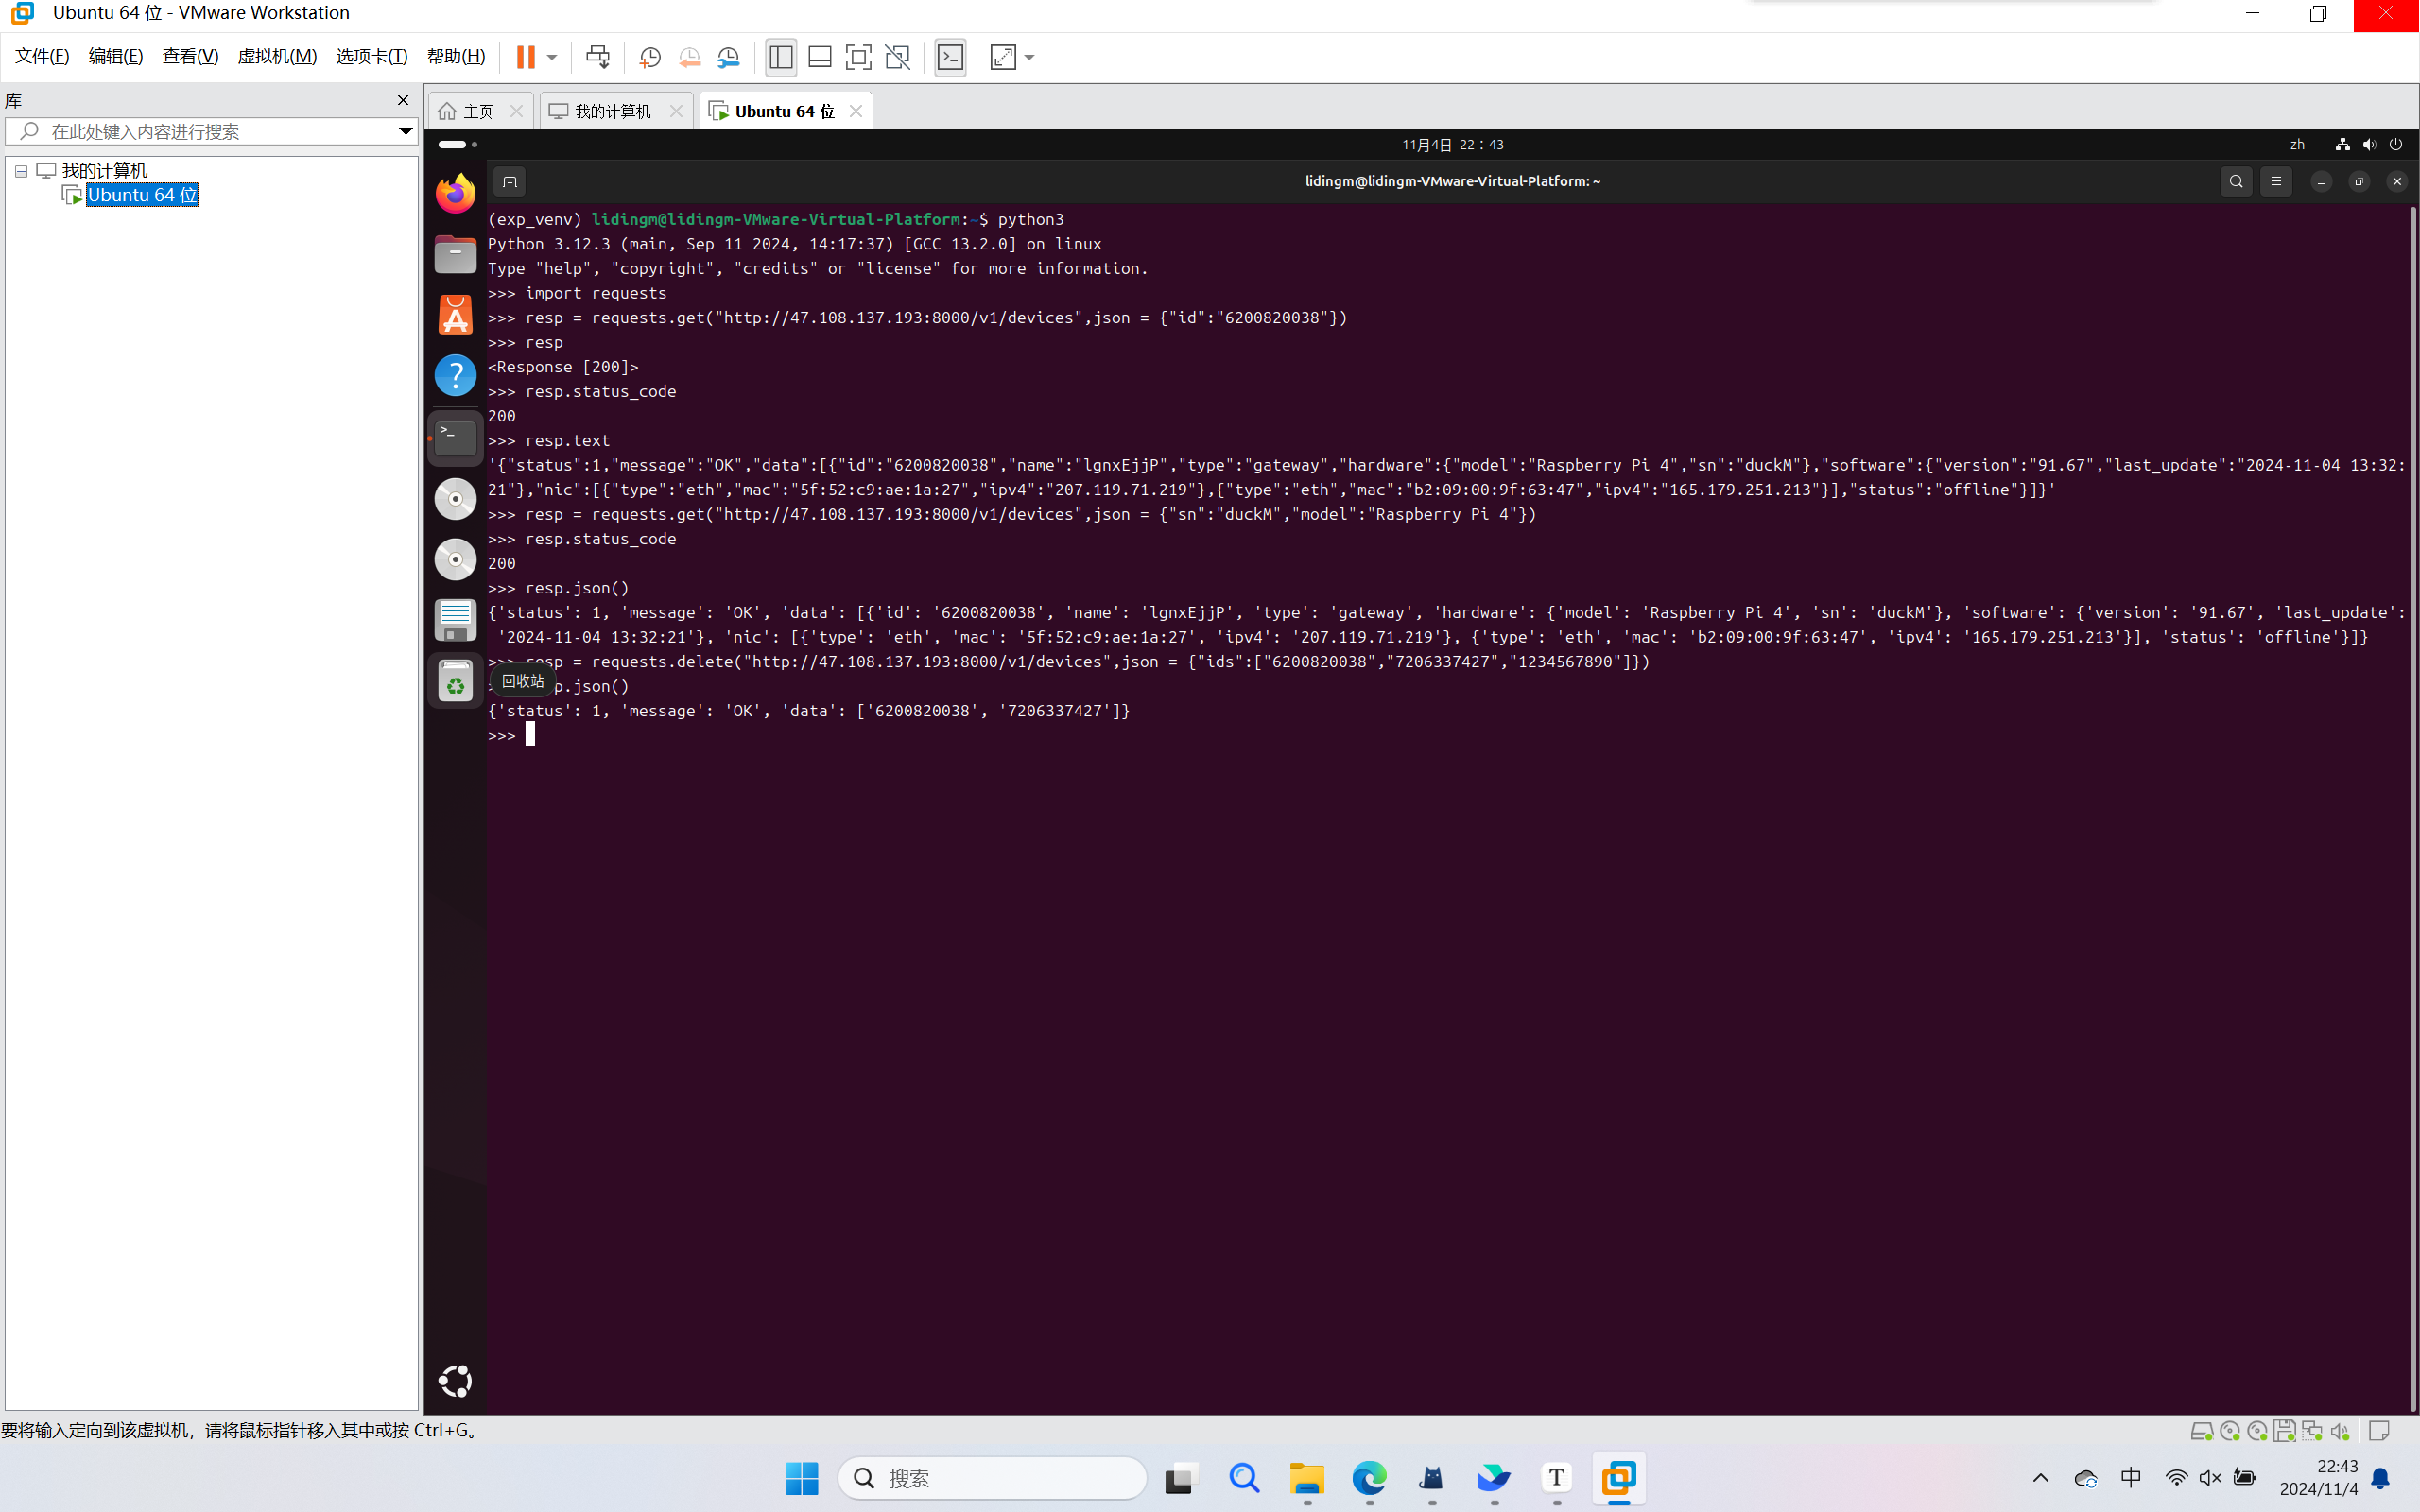 Ubuntu 64 位 - VMware Workstation
文件(F) 编辑(E) 查看(V) 虚拟机(M) 选项卡(T) 帮助(H)
库
在此处键入内容进行搜索
我的计算机
Ubuntu 64 位
主页 我的计算机 Ubuntu 64 位
11月4日 22：43
zh
lidingm@lidingm-VMware-Virtual-Platform: ~
(exp_venv) lidingm@lidingm-VMware-Virtual-Platform:~$ python3
Python 3.12.3 (main, Sep 11 2024, 14:17:37) [GCC 13.2.0] on linux
Type "help", "copyright", "credits" or "license" for more information.
>>> import requests
>>> resp = requests.get("http://47.108.137.193:8000/v1/devices",json = {"id":"6200820038"})
>>> resp
<Response [200]>
>>> resp.status_code
200
>>> resp.text
'{"status":1,"message":"OK","data":[{"id":"6200820038","name":"lgnxEjjP","type":"gateway","hardware":{"model":"Raspberry Pi 4","sn":"duckM"},"software":{"version":"91.67","last_update":"2024-11-04 13:32:
21"},"nic":[{"type":"eth","mac":"5f:52:c9:ae:1a:27","ipv4":"207.119.71.219"},{"type":"eth","mac":"b2:09:00:9f:63:47","ipv4":"165.179.251.213"}],"status":"offline"}]}'
>>> resp = requests.get("http://47.108.137.193:8000/v1/devices",json = {"sn":"duckM","model":"Raspberry Pi 4"})
>>> resp.status_code
200
>>> resp.json()
{'status': 1, 'message': 'OK', 'data': [{'id': '6200820038', 'name': 'lgnxEjjP', 'type': 'gateway', 'hardware': {'model': 'Raspberry Pi 4', 'sn': 'duckM'}, 'software': {'version': '91.67', 'last_update':
'2024-11-04 13:32:21'}, 'nic': [{'type': 'eth', 'mac': '5f:52:c9:ae:1a:27', 'ipv4': '207.119.71.219'}, {'type': 'eth', 'mac': 'b2:09:00:9f:63:47', 'ipv4': '165.179.251.213'}], 'status': 'offline'}]}
>>> resp = requests.delete("http://47.108.137.193:8000/v1/devices",json = {"ids":["6200820038","7206337427","1234567890"]})
回收站 p.json()
{'status': 1, 'message': 'OK', 'data': ['6200820038', '7206337427']}
>>>
要将输入定向到该虚拟机，请将鼠标指针移入其中或按 Ctrl+G。
搜索
T
中
22:43
2024/11/4